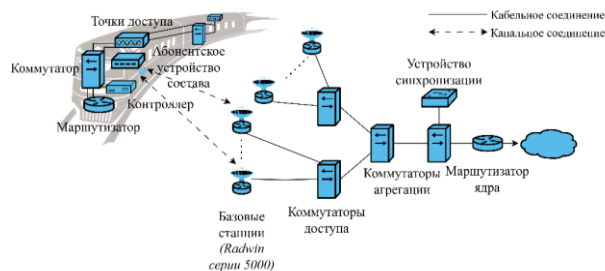 Точки доступа
Кабельное соединение
Канальное соединение
Абонентское
устройство
состава
Коммутатор
Контроллер
Маршутизатор
Устройство
синхронизации
Коммутаторы
агрегации
Маршрутизатор
ядра
Базовые
станции
(Radwin
серии 5000)
Коммутаторы
доступа